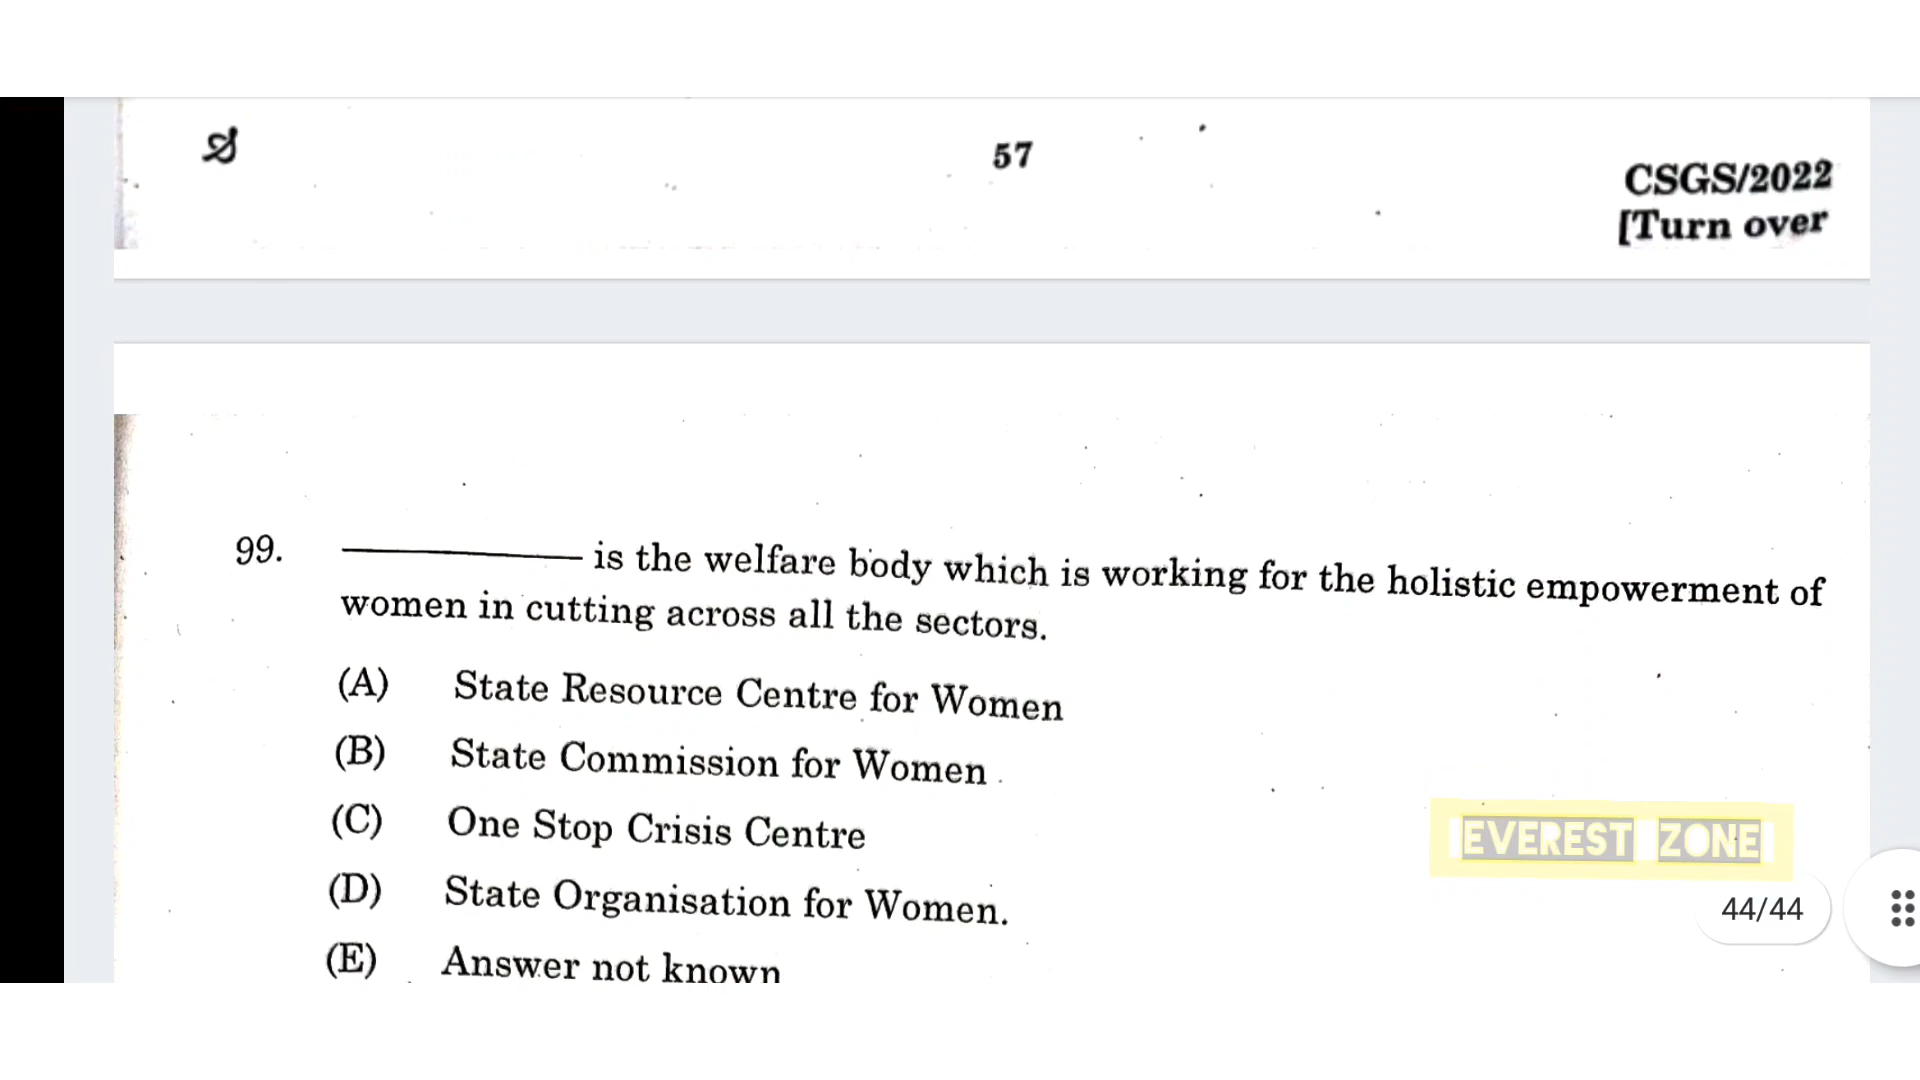 57
CSGS/2022
[Turn over
99. ____________ is the welfare body which is working for the holistic empowerment of
women in cutting across all the sectors.
(A) State Resource Centre for Women
(B) State Commission for Women
(C) One Stop Crisis Centre
(D) State Organisation for Women.
(E) Answer not known
EVEREST ZONE
44/44